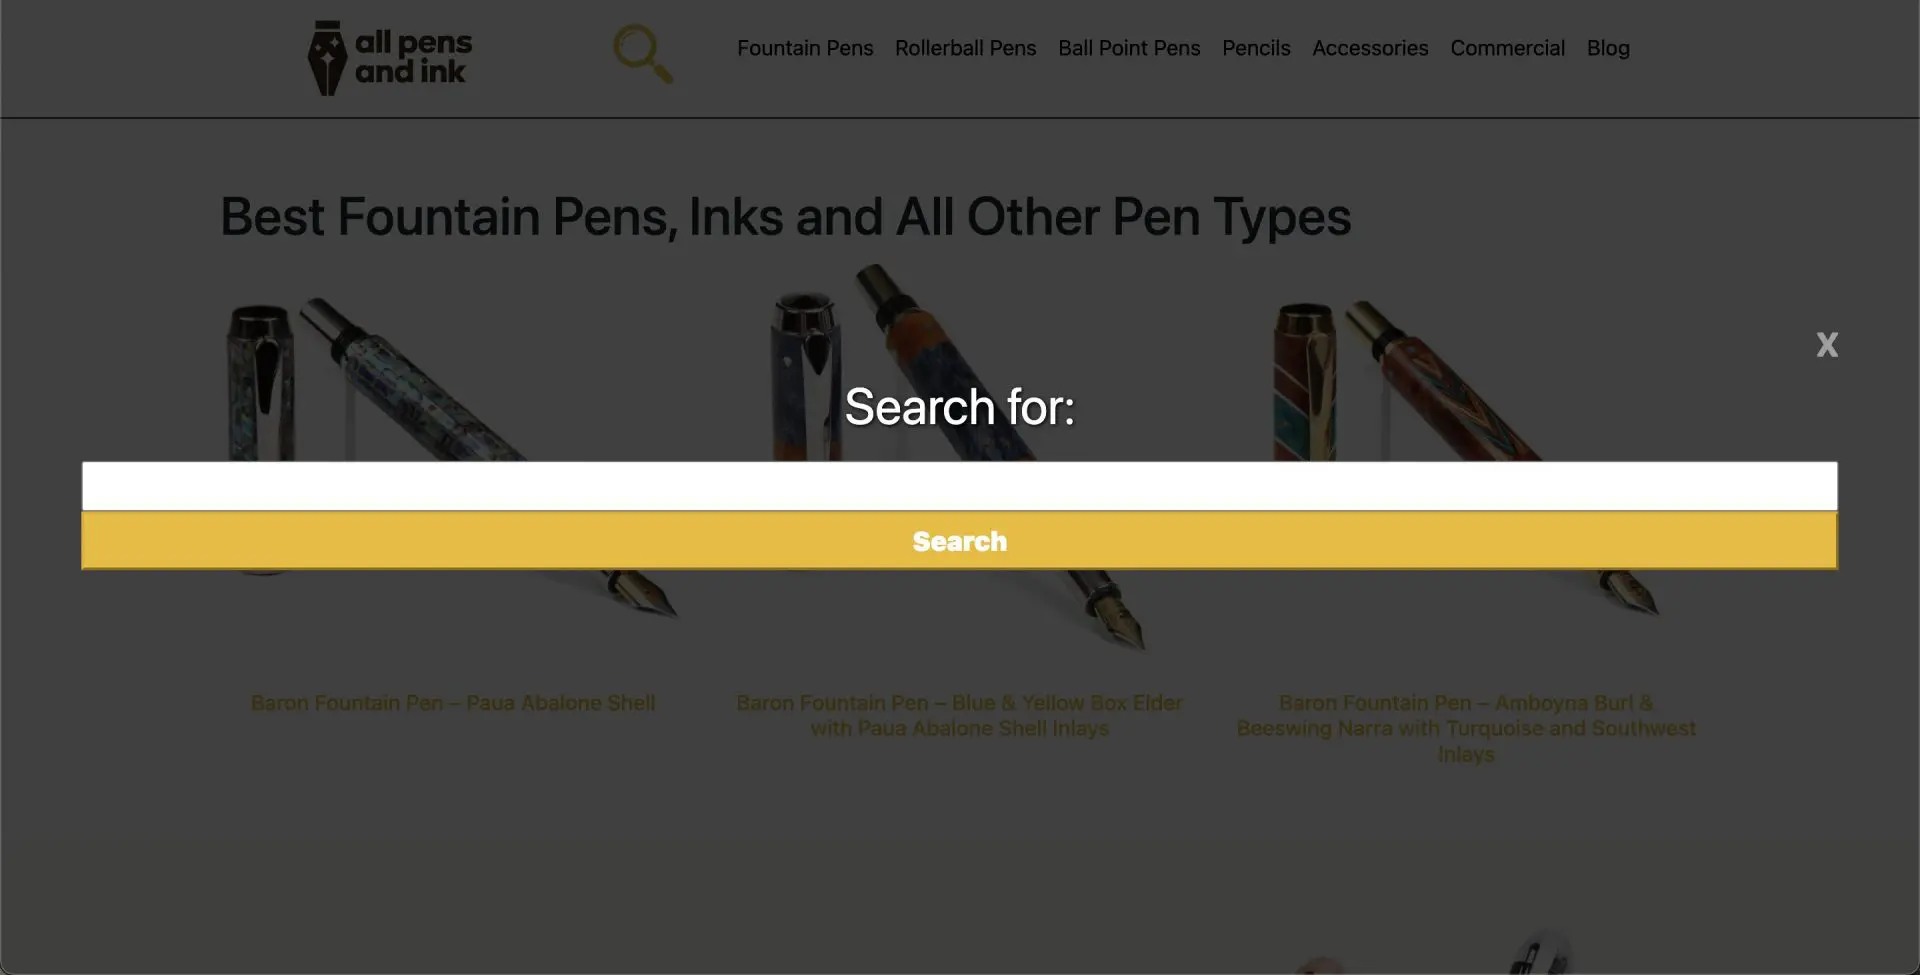 all pens
and ink
Fountain Pens Rollerball Pens Ball Point Pens Pencils Accessories Commercial Blog
Best Fountain Pens, Inks and All Other Pen Types
X
Search for:
Search
Baron Fountain Pen – Paua Abalone Shell
Baron Fountain Pen – Blue & Yellow Box Elder
with Paua Abalone Shell Inlays
Baron Fountain Pen – Amboyna Burl &
Beeswing Narra with Turquoise and Southwest
Inlays